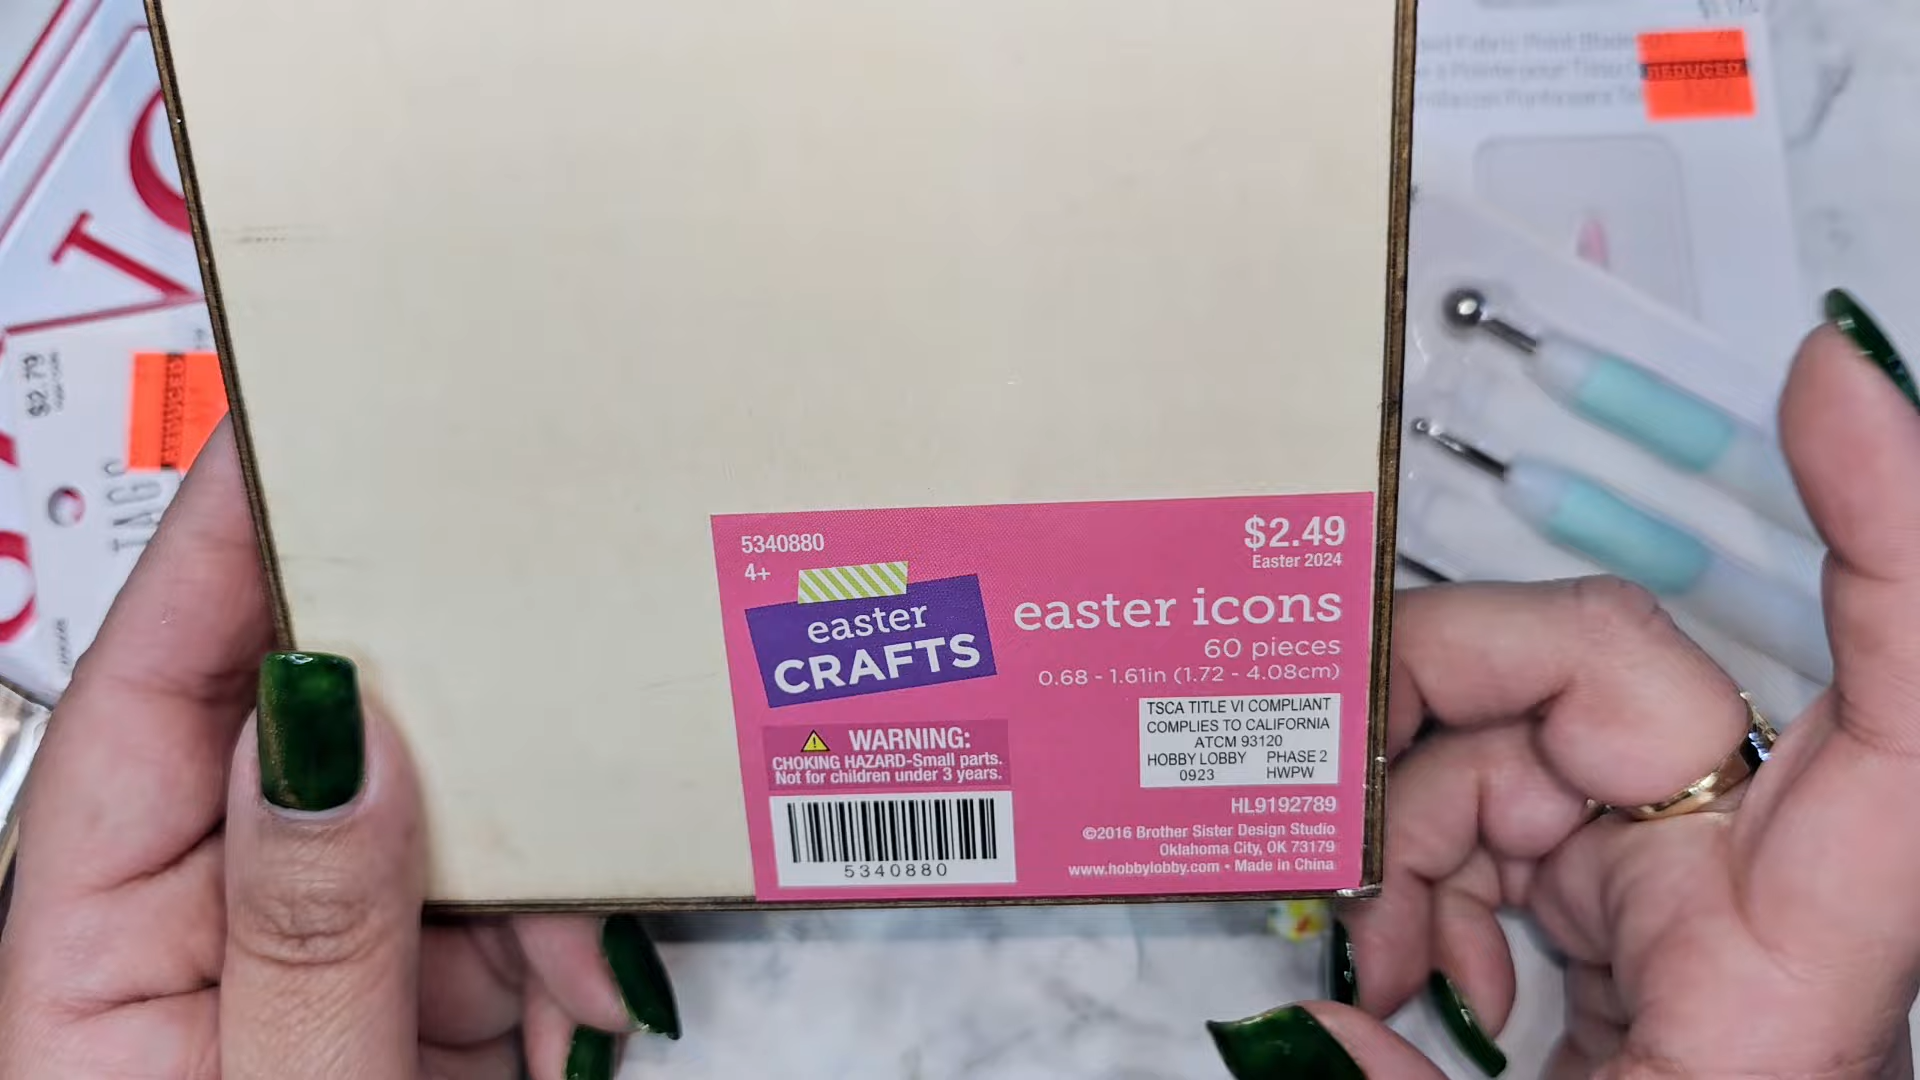 REDUCED
$2.79
TAGS
5340880
4+
easter
CRAFTS
$2.49
Easter 2024
easter icons
60 pieces
0.68 - 1.61in (1.72 - 4.08cm)
TSCA TITLE VI COMPLIANT
COMPLIES TO CALIFORNIA
ATCM 93120
HOBBY LOBBY PHASE 2
0923 HWPW
WARNING:
CHOKING HAZARD-Small parts.
Not for children under 3 years.
5340880
HL9192789
©2016 Brother Sister Design Studio
Oklahoma City, OK 73179
www.hobbylobby.com • Made in China